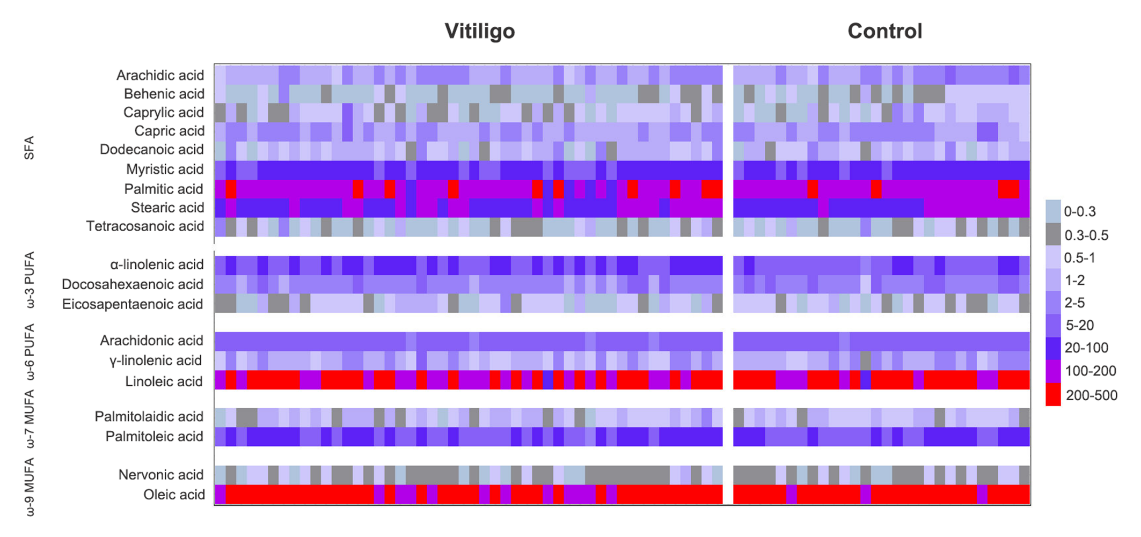 Vitiligo Control
SFA
Arachidic acid
Behenic acid
Caprylic acid
Capric acid
Dodecanoic acid
Myristic acid
Palmitic acid
Stearic acid
Tetracosanoic acid
ω-3 PUFA
α-linolenic acid
Docosahexaenoic acid
Eicosapentaenoic acid
ω-6 PUFA
Arachidonic acid
γ-linolenic acid
Linoleic acid
ω-7 MUFA
Palmitolaidic acid
Palmitoleic acid
ω-9 MUFA
Nervonic acid
Oleic acid
0-0.3
0.3-0.5
0.5-1
1-2
2-5
5-20
20-100
100-200
200-500